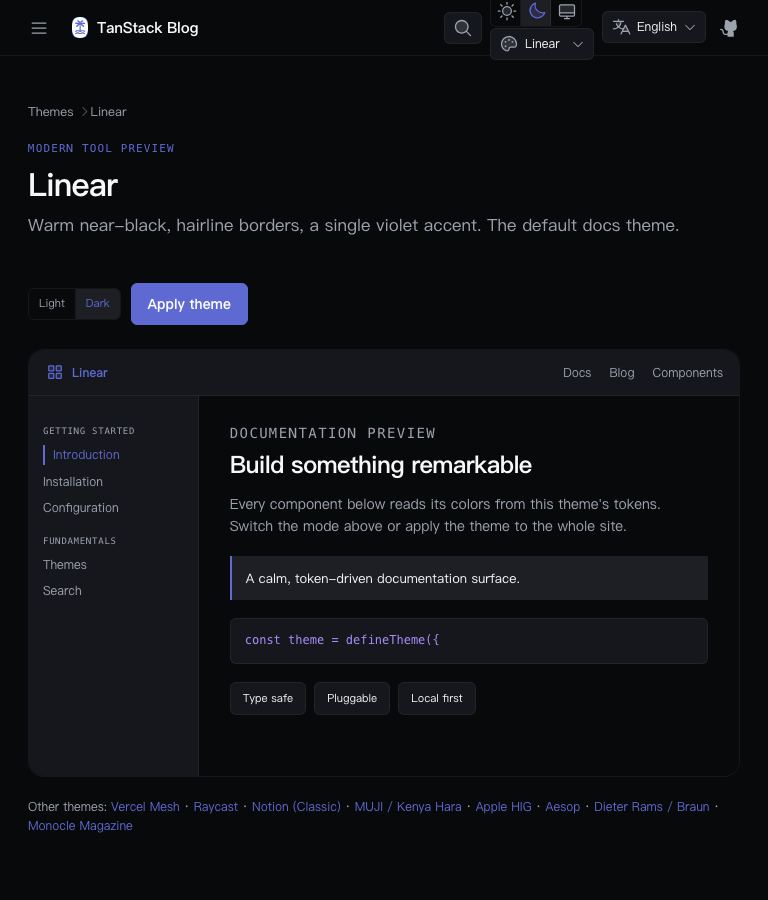 TanStack Blog
Linear
English
Themes
Linear
MODERN TOOL PREVIEW
Linear
Warm near-black, hairline borders, a single violet accent. The default docs theme.
Light
Dark
Apply theme
Linear
Docs
Blog
Components
GETTING STARTED
Introduction
Installation
Configuration
FUNDAMENTALS
Themes
Search
DOCUMENTATION PREVIEW
Build something remarkable
Every component below reads its colors from this theme's tokens.
Switch the mode above or apply the theme to the whole site.
A calm, token-driven documentation surface.
const theme = defineTheme({
Type safe
Pluggable
Local first
Other themes: Vercel Mesh · Raycast · Notion (Classic) · MUJI / Kenya Hara · Apple HIG · Aesop · Dieter Rams / Braun ·
Monocle Magazine